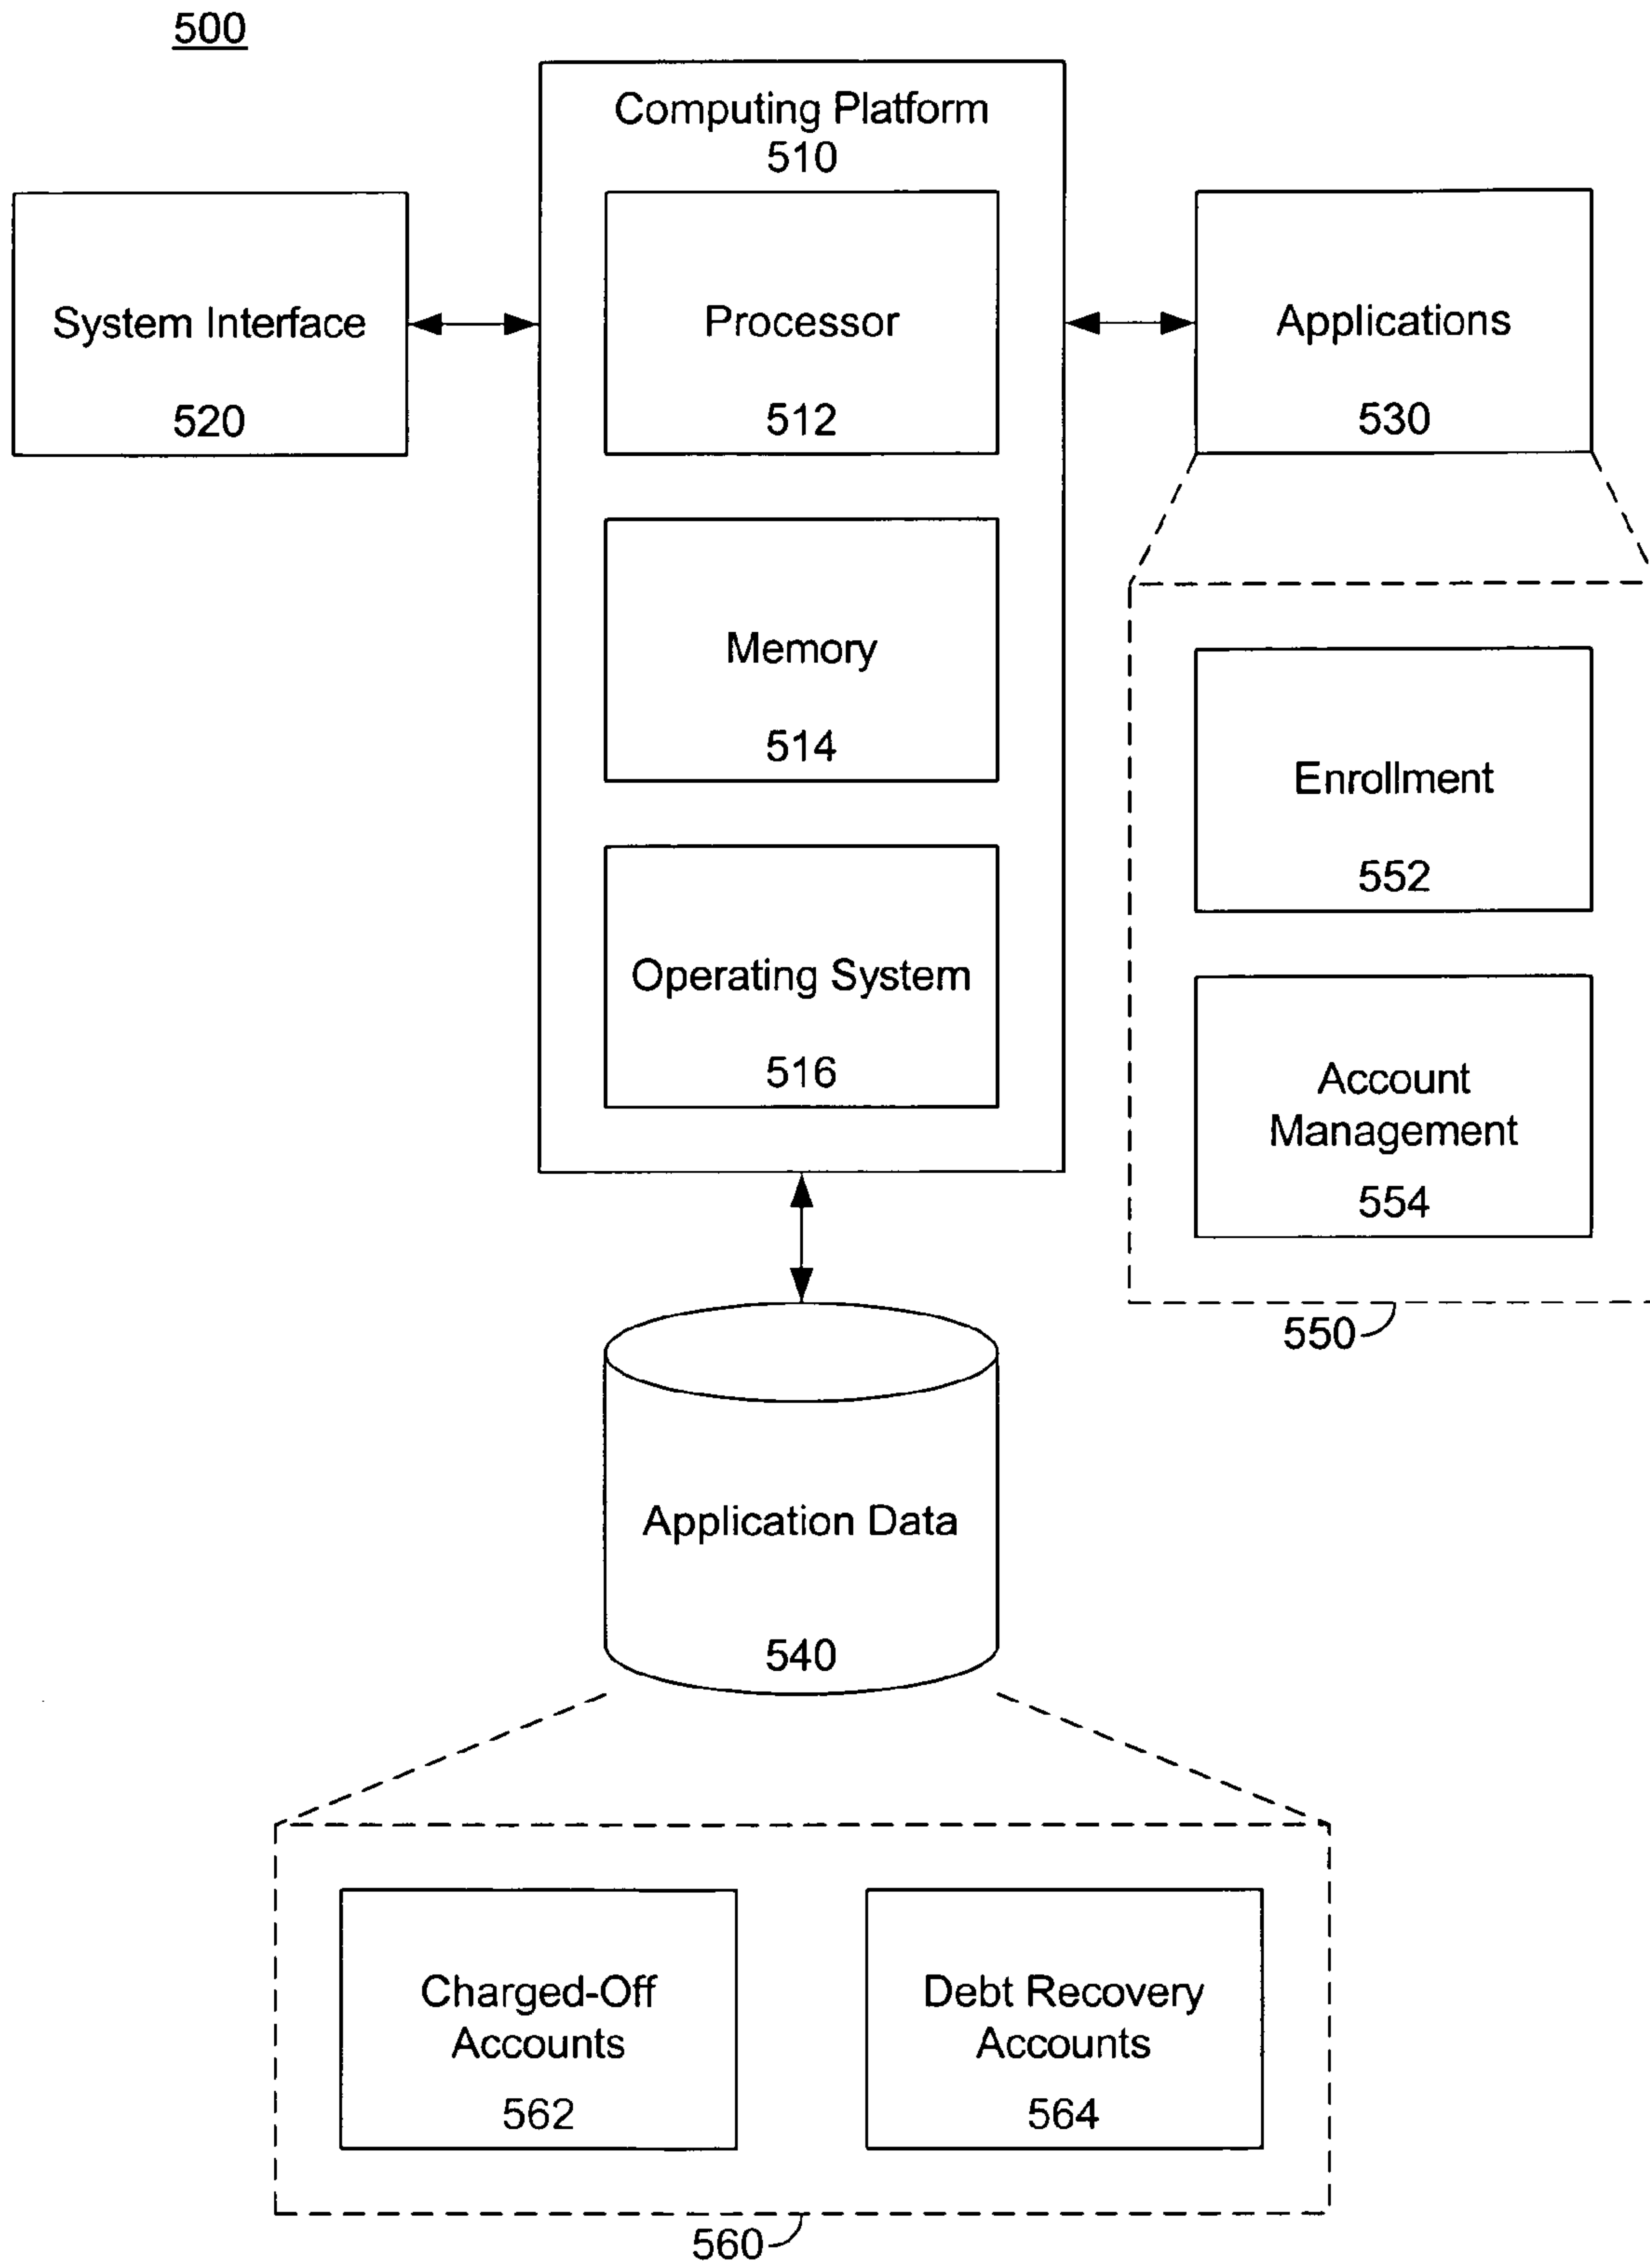 500
Computing Platform
510
System Interface
520
Processor
512
Applications
530
Memory
514
Enrollment
552
Operating System
516
Account
Management
554
550
Application Data
540
Charged-Off
Accounts
562
Debt Recovery
Accounts
564
560